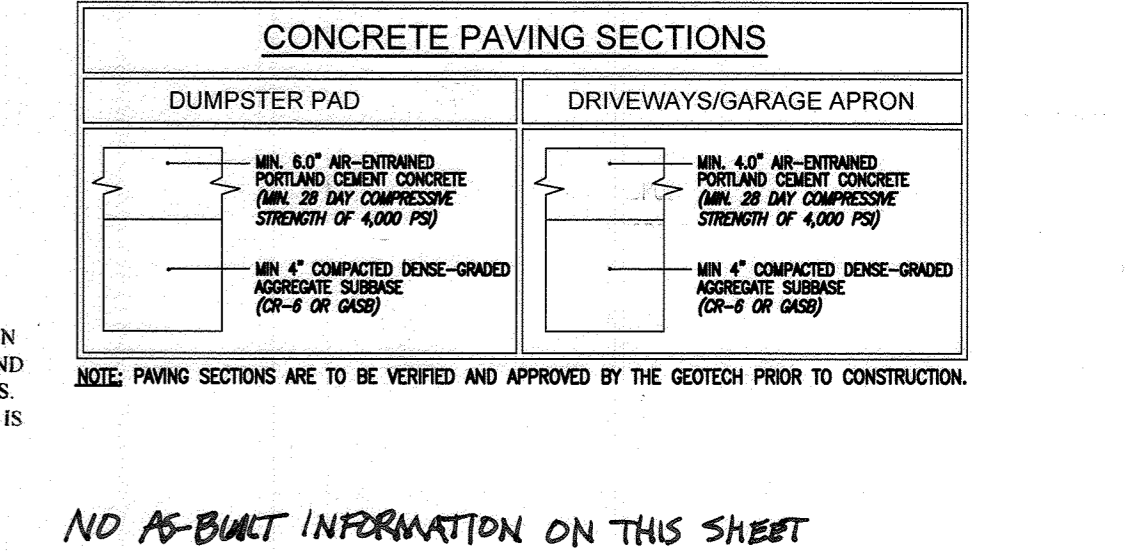 CONCRETE PAVING SECTIONS
DUMPSTER PAD
DRIVEWAYS/GARAGE APRON
MIN. 6.0" AIR-ENTRAINED
PORTLAND CEMENT CONCRETE
(MIN. 28 DAY COMPRESSIVE
STRENGTH OF 4,000 PSI)
MIN 4" COMPACTED DENSE-GRADED
AGGREGATE SUBBASE
(CR-6 OR GASB)
MIN. 4.0" AIR-ENTRAINED
PORTLAND CEMENT CONCRETE
(MIN. 28 DAY COMPRESSIVE
STRENGTH OF 4,000 PSI)
MIN 4" COMPACTED DENSE-GRADED
AGGREGATE SUBBASE
(CR-6 OR GASB)
N
ND
S.
IS
NOTE: PAVING SECTIONS ARE TO BE VERIFIED AND APPROVED BY THE GEOTECH PRIOR TO CONSTRUCTION.
NO AS-BUILT INFORMATION ON THIS SHEET